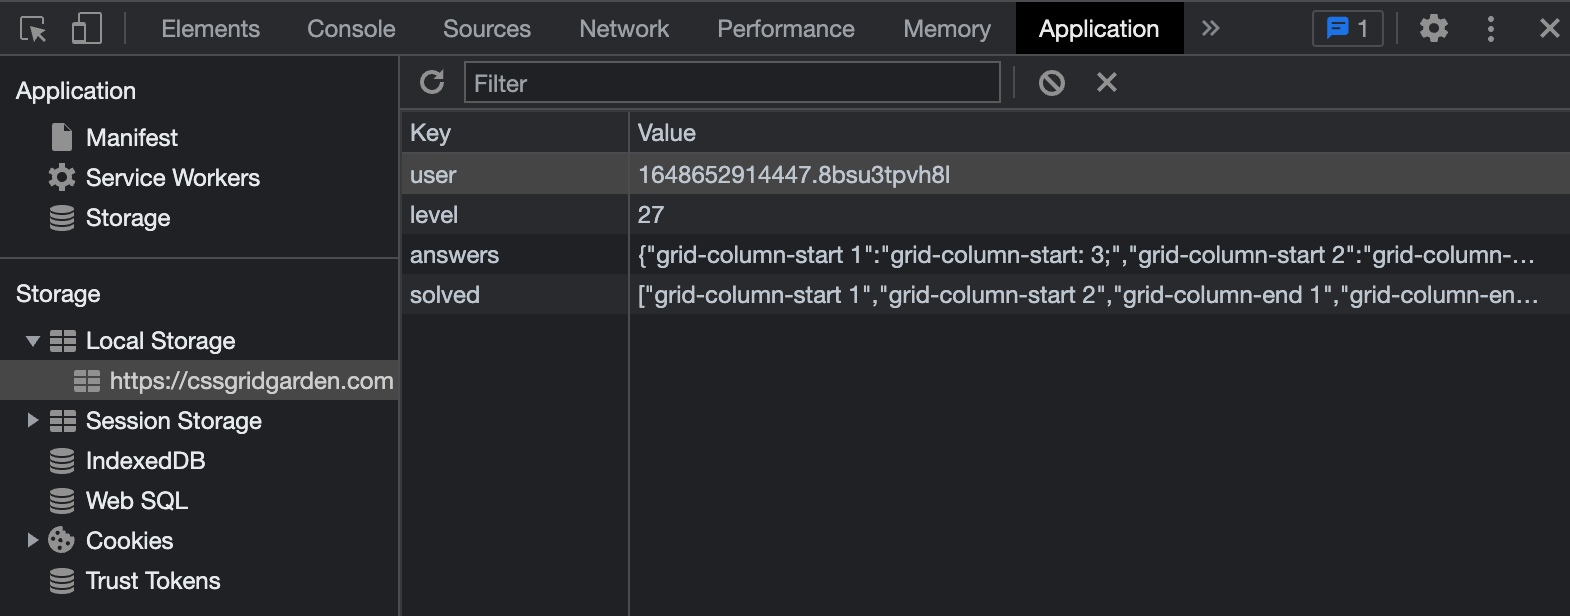 Elements Console Sources Network Performance Memory Application 1
Application
Manifest
Service Workers
Storage
Storage
Local Storage
https://cssgridgarden.com
Session Storage
IndexedDB
Web SQL
Cookies
Trust Tokens
Filter
Key Value
user 1648652914447.8bsu3tpvh8l
level 27
answers {"grid-column-start 1":"grid-column-start: 3;","grid-column-start 2":"grid-column-…
solved ["grid-column-start 1","grid-column-start 2","grid-column-end 1","grid-column-en…